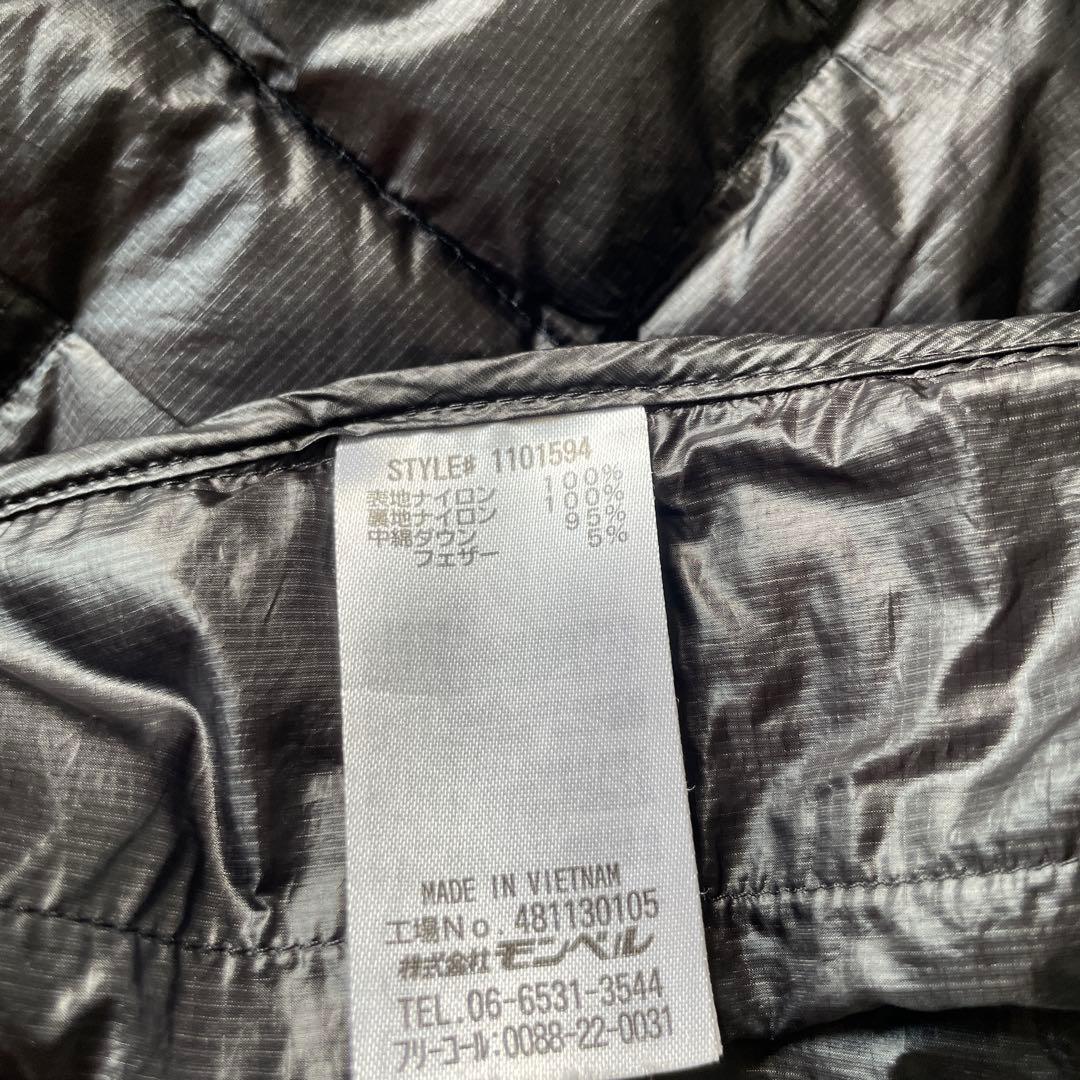 STYLE# 1101594
表地ナイロン 100%
裏地ナイロン 100%
中綿ダウン 95%
フェザー 5%
MADE IN VIETNAM
工場No. 481130105
株式会社 モンベル
TEL.06-6531-3544
フリーコール:0088-22-0031